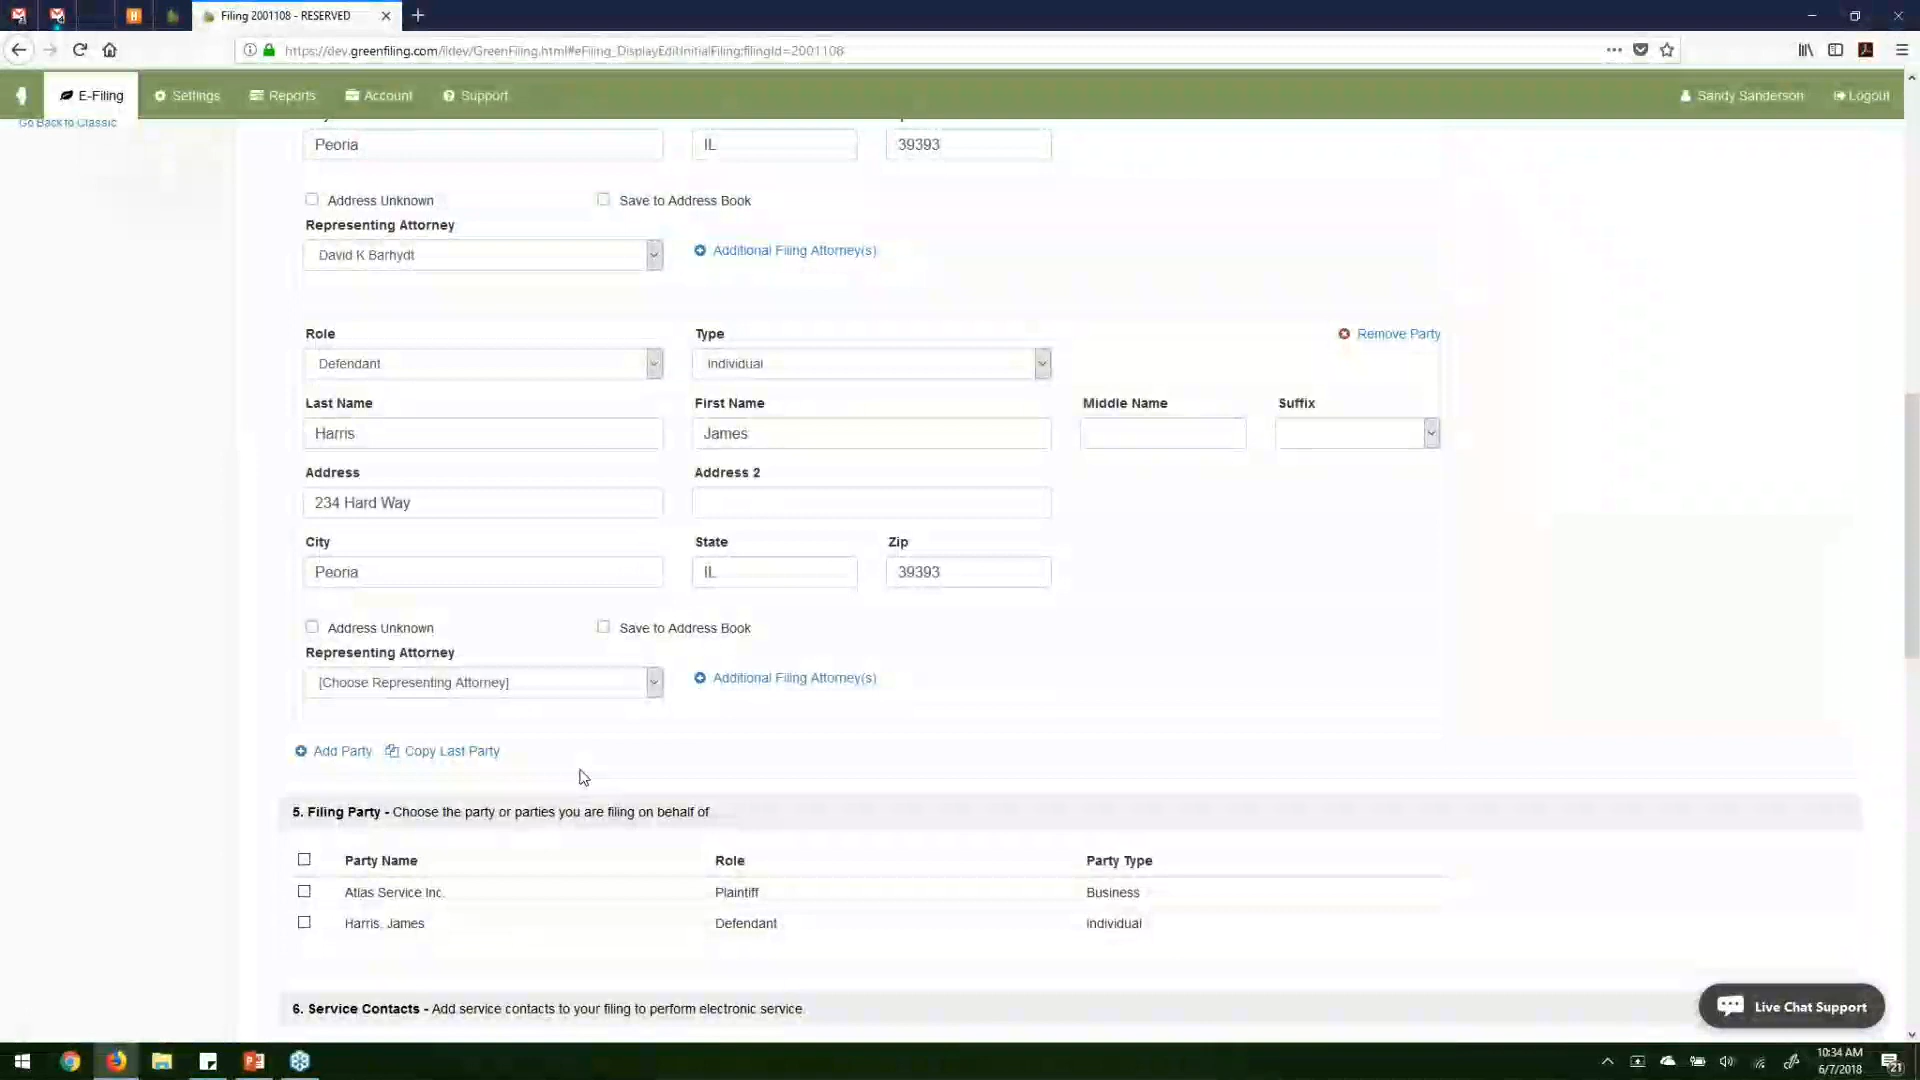 Filing 2001108 - RESERVED
https://dev.greenfiling.com/ildev/GreenFiling.html#eFiling_DisplayEditInitialFiling:filingId=2001108
E-Filing Settings Reports Account Support Sandy Sanderson Logout
Go Back to Classic
Peoria IL 39393
Address Unknown Save to Address Book
Representing Attorney
David K Barhydt Additional Filing Attorney(s)
Role Type Remove Party
Defendant Individual
Last Name First Name Middle Name Suffix
Harris James
Address Address 2
234 Hard Way
City State Zip
Peoria IL 39393
Address Unknown Save to Address Book
Representing Attorney
[Choose Representing Attorney] Additional Filing Attorney(s)
Add Party Copy Last Party
5. Filing Party - Choose the party or parties you are filing on behalf of
Party Name Role Party Type
Atlas Service Inc. Plaintiff Business
Harris, James Defendant Individual
6. Service Contacts - Add service contacts to your filing to perform electronic service
Live Chat Support
10:34 AM
6/7/2018
21